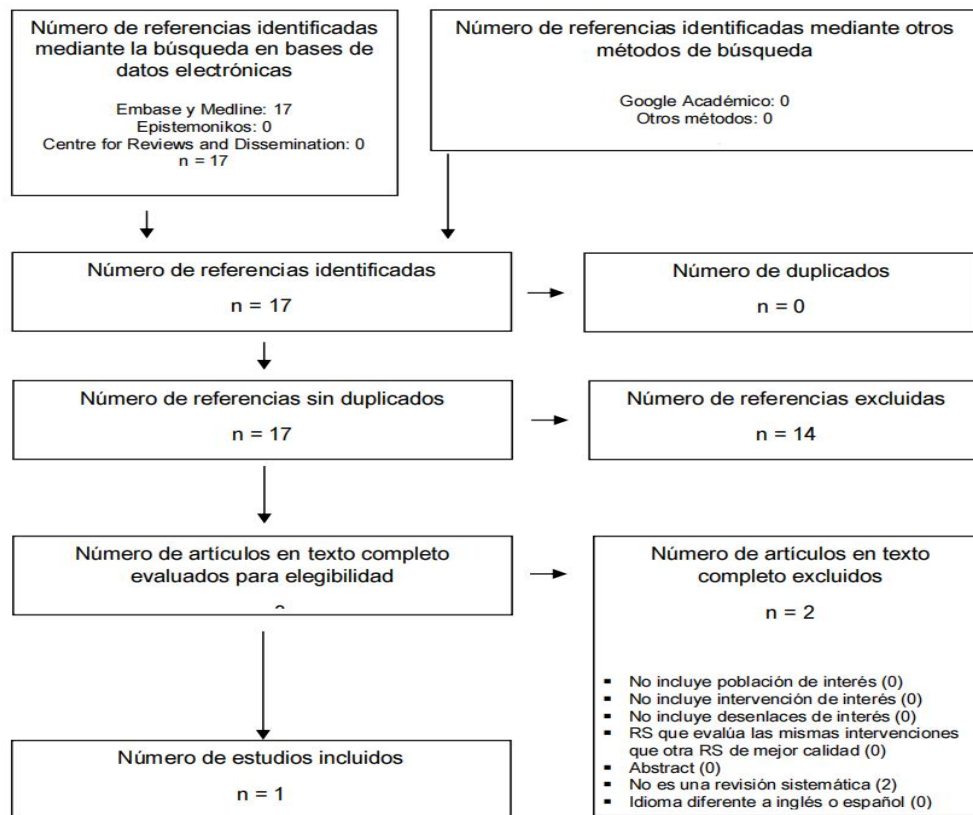 Número de referencias identificadas
mediante la búsqueda en bases de
datos electrónicas
Embase y Medline: 17
Epistemonikos: 0
Centre for Reviews and Dissemination: 0
n = 17
Número de referencias identificadas mediante otros
métodos de búsqueda
Google Académico: 0
Otros métodos: 0
Número de referencias identificadas
n = 17
Número de duplicados
n = 0
Número de referencias sin duplicados
n = 17
Número de referencias excluidas
n = 14
Número de artículos en texto completo
evaluados para elegibilidad
Número de artículos en texto
completo excluidos
n = 2
▪ No incluye población de interés (0)
▪ No incluye intervención de interés (0)
▪ No incluye desenlaces de interés (0)
▪ RS que evalúa las mismas intervenciones
que otra RS de mejor calidad (0)
▪ Abstract (0)
▪ No es una revisión sistemática (2)
▪ Idioma diferente a inglés o español (0)
Número de estudios incluidos
n = 1